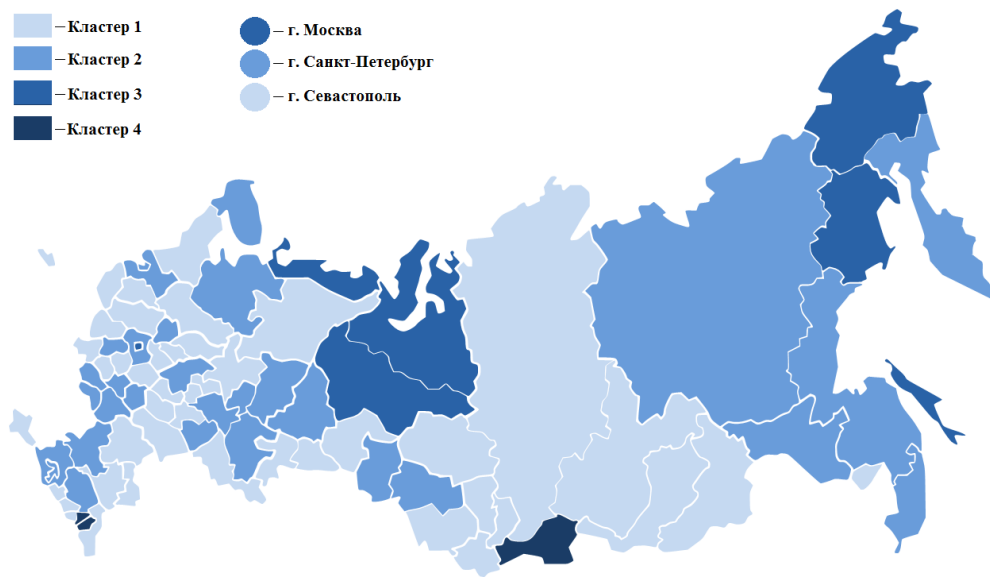 – Кластер 1
– Кластер 2
– Кластер 3
– Кластер 4
– г. Москва
– г. Санкт-Петербург
– г. Севастополь